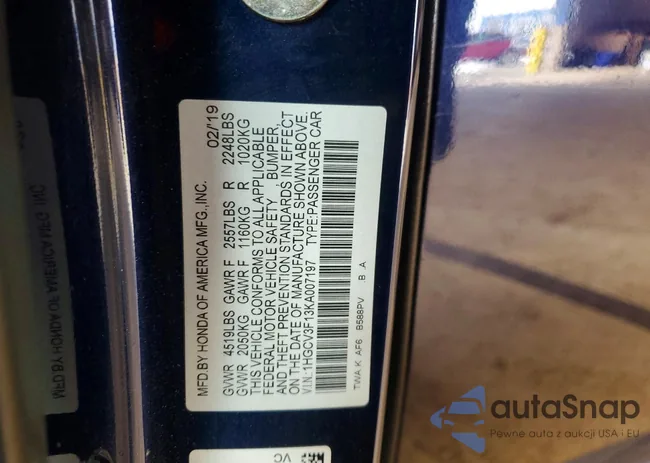 MFD.BY HONDA OF AMERICA MFG.,INC. 02/'19
GVWR 4519LBS GAWR F 2557LBS R 2248LBS
GVWR 2050KG GAWR F 1160KG R 1020KG
THIS VEHICLE CONFORMS TO ALL APPLICABLE
FEDERAL MOTOR VEHICLE SAFETY , BUMPER,
AND THEFT PREVENTION STANDARDS IN EFFECT
ON THE DATE OF MANUFACTURE SHOWN ABOVE.
V.I.N.: 1HGCV3F13KA007197 TYPE:PASSENGER CAR
TWA K AF6 B588PV B .A
VC
autaSnap
Pewne auto z aukcji USA i EU